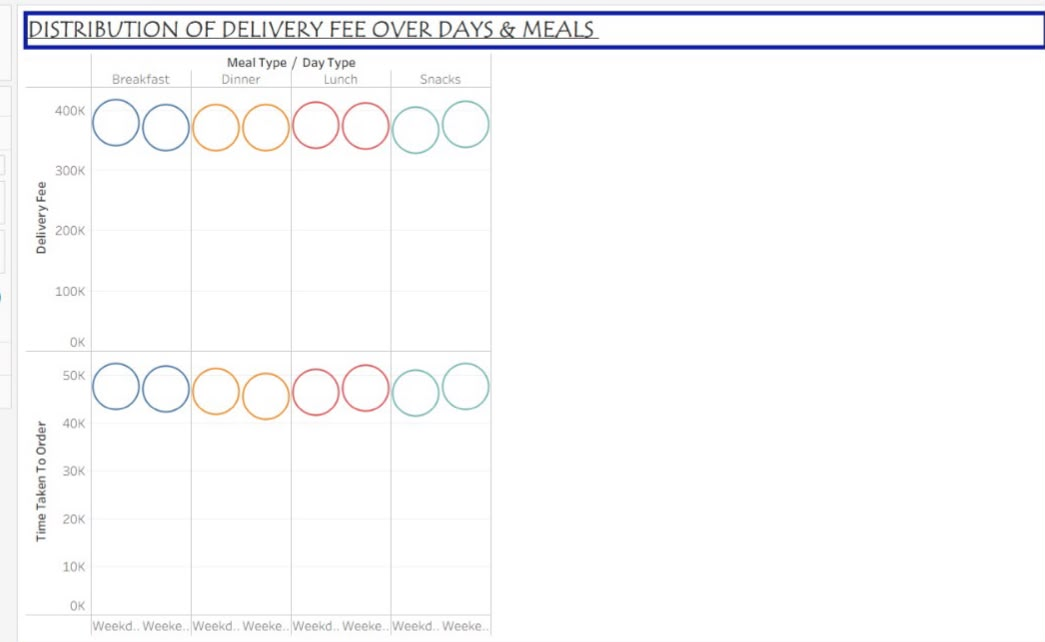 DISTRIBUTION OF DELIVERY FEE OVER DAYS & MEALS
Meal Type / Day Type
Breakfast Dinner Lunch Snacks
400K
300K
200K
100K
0K
Delivery Fee
50K
40K
30K
20K
10K
0K
Time Taken To Order
Weekd.. Weeke.. Weekd.. Weeke.. Weekd.. Weeke.. Weekd.. Weeke..